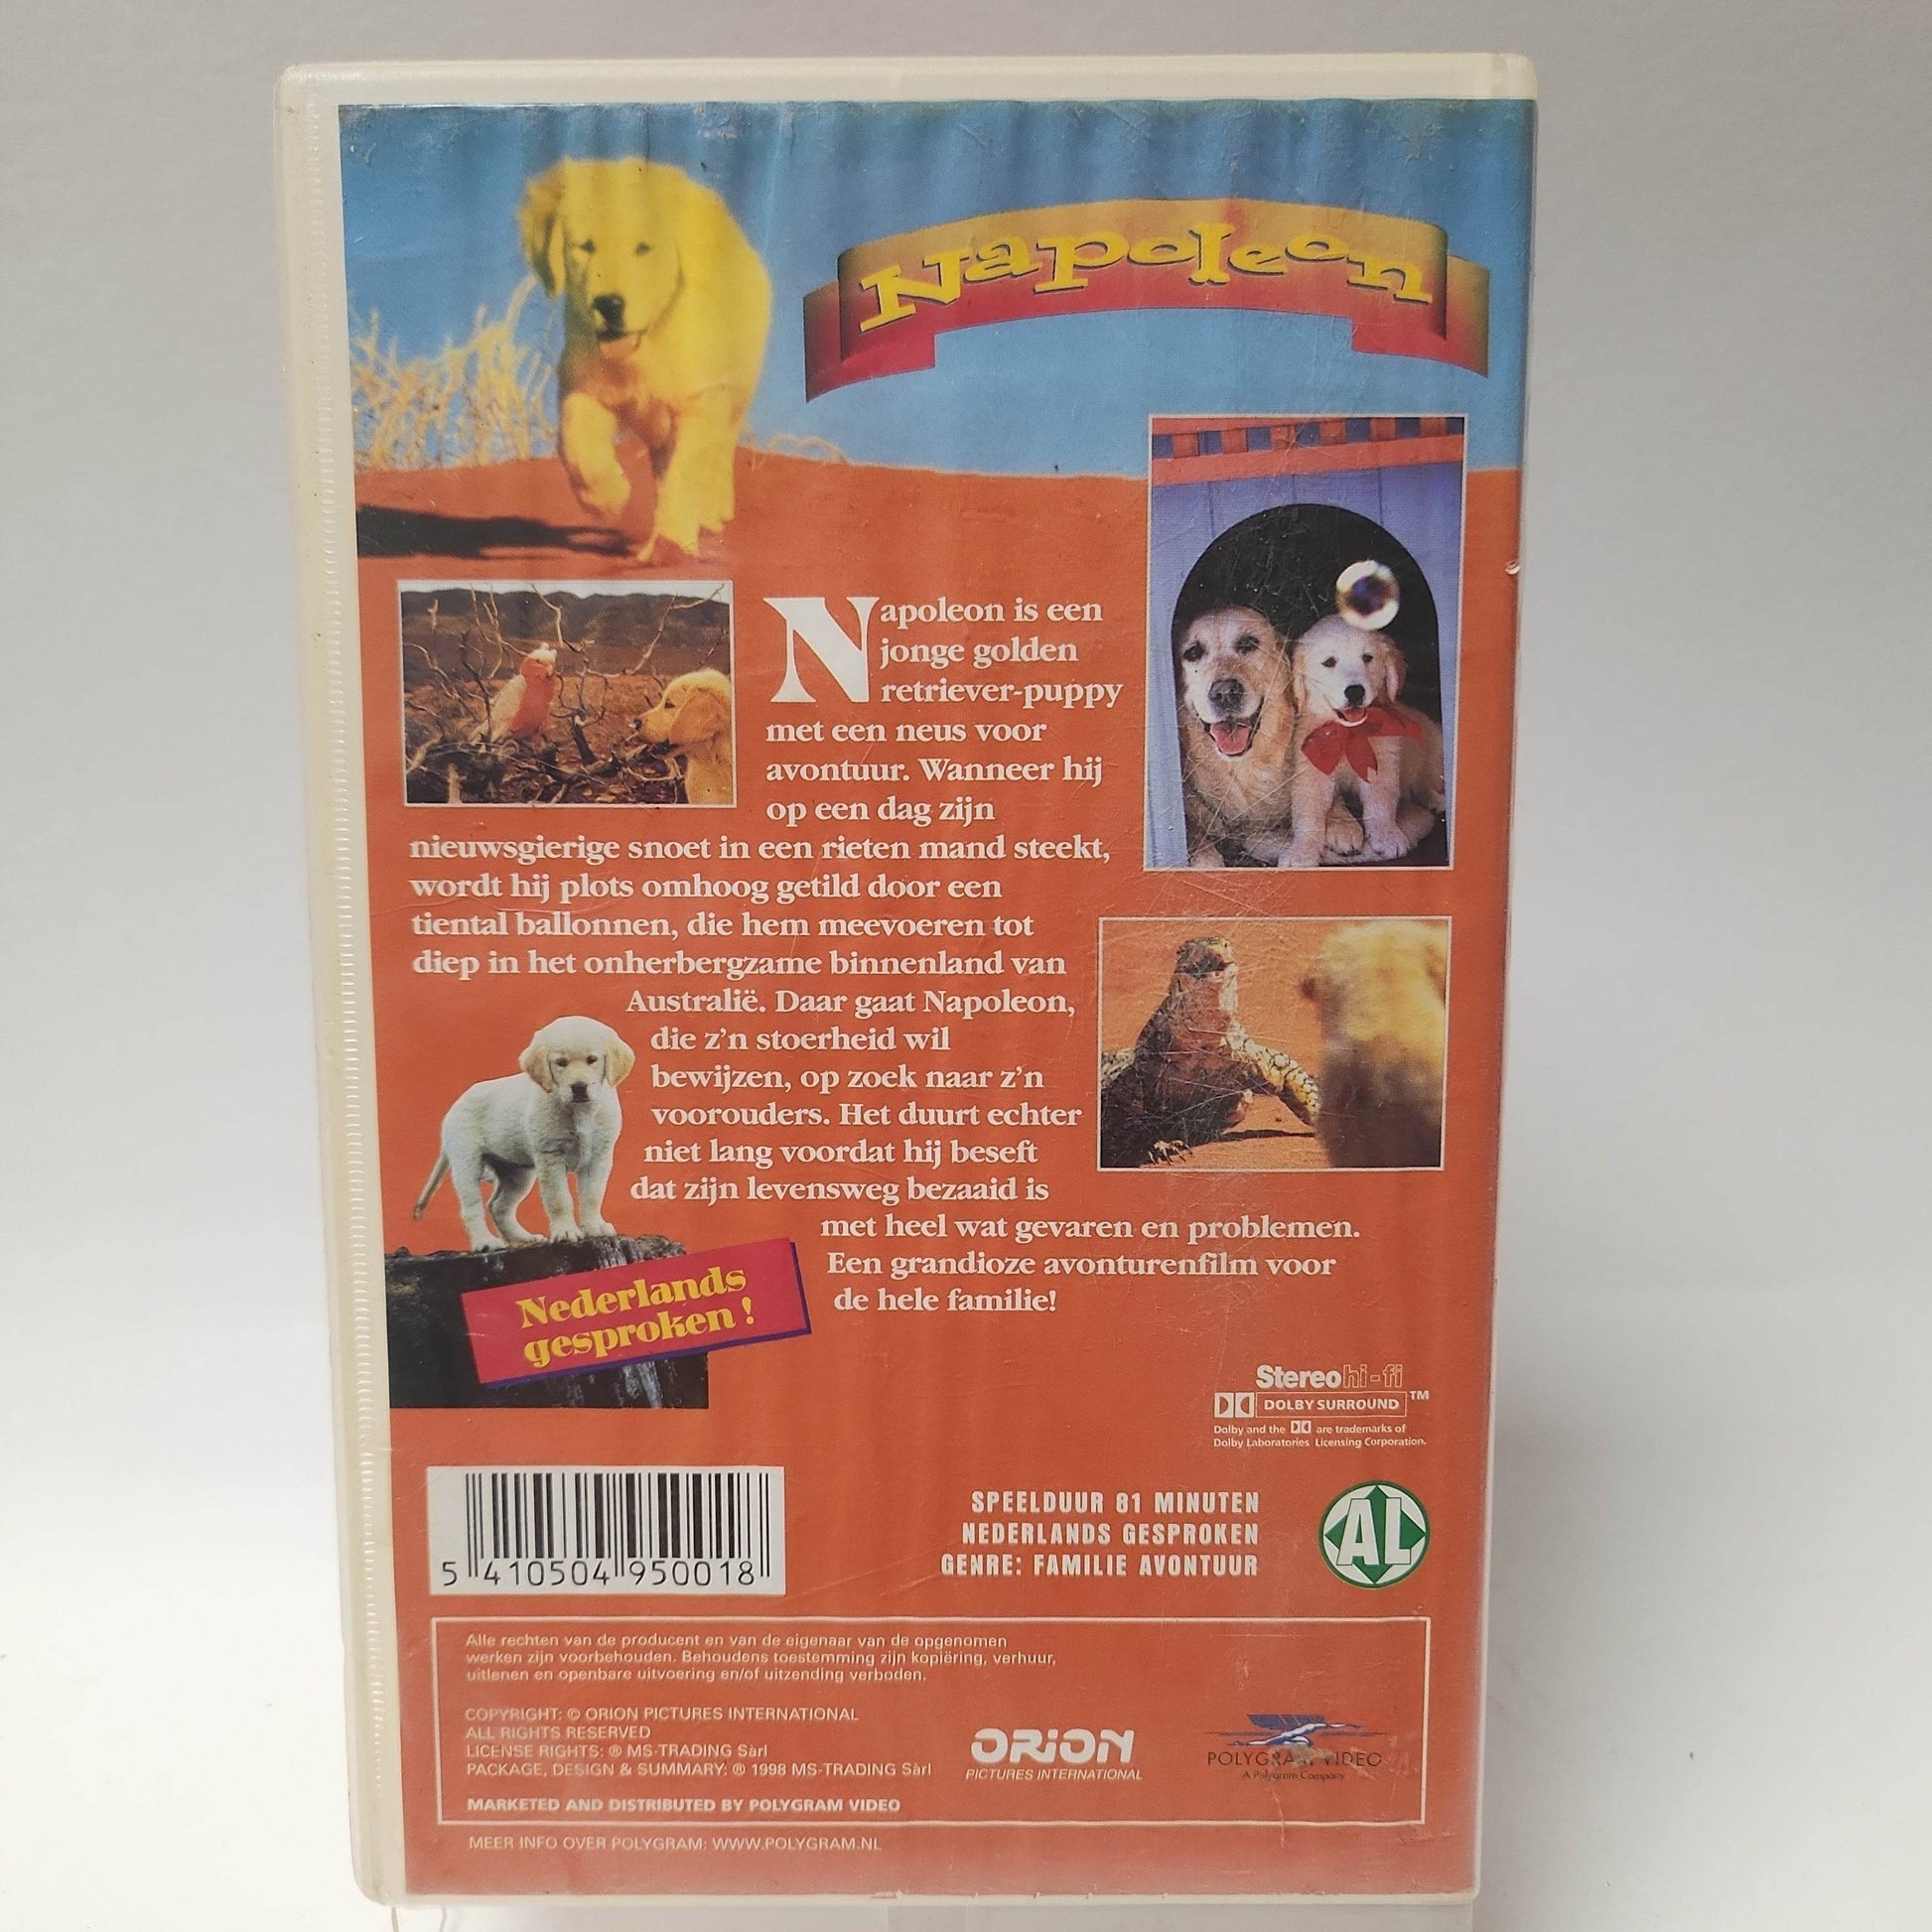 Napoleon
Napoleon is een
jonge golden
retriever-puppy
met een neus voor
avontuur. Wanneer hij
op een dag zijn
nieuwsgierige snoet in een rieten mand steekt,
wordt hij plots omhoog getild door een
tiental ballonnen, die hem meevoeren tot
diep in het onherbergzame binnenland van
Australië. Daar gaat Napoleon,
die z'n stoerheid wil
bewijzen, op zoek naar z'n
voorouders. Het duurt echter
niet lang voordat hij beseft
dat zijn levensweg bezaaid is
met heel wat gevaren en problemen.
Een grandioze avonturenfilm voor
de hele familie!
Nederlands
gesproken!
Stereo hi-fi
DOLBY SURROUND TM
Dolby and the are trademarks of
Dolby Laboratories Licensing Corporation.
5 410504 950018
SPEELDUUR 81 MINUTEN
NEDERLANDS GESPROKEN
GENRE: FAMILIE AVONTUUR
AL
Alle rechten van de producent en van de eigenaar van de opgenomen
werken zijn voorbehouden. Behoudens toestemming zijn kopiëring, verhuur,
uitlenen en openbare uitvoering en/of uitzending verboden.
COPYRIGHT: © ORION PICTURES INTERNATIONAL
ALL RIGHTS RESERVED
LICENSE RIGHTS: ® MS-TRADING Sàrl
PACKAGE, DESIGN & SUMMARY: ® 1998 MS-TRADING Sàrl
MARKETED AND DISTRIBUTED BY POLYGRAM VIDEO
ORION
PICTURES INTERNATIONAL
POLYGRAM VIDEO
A Polygram Company
MEER INFO OVER POLYGRAM: WWW.POLYGRAM.NL